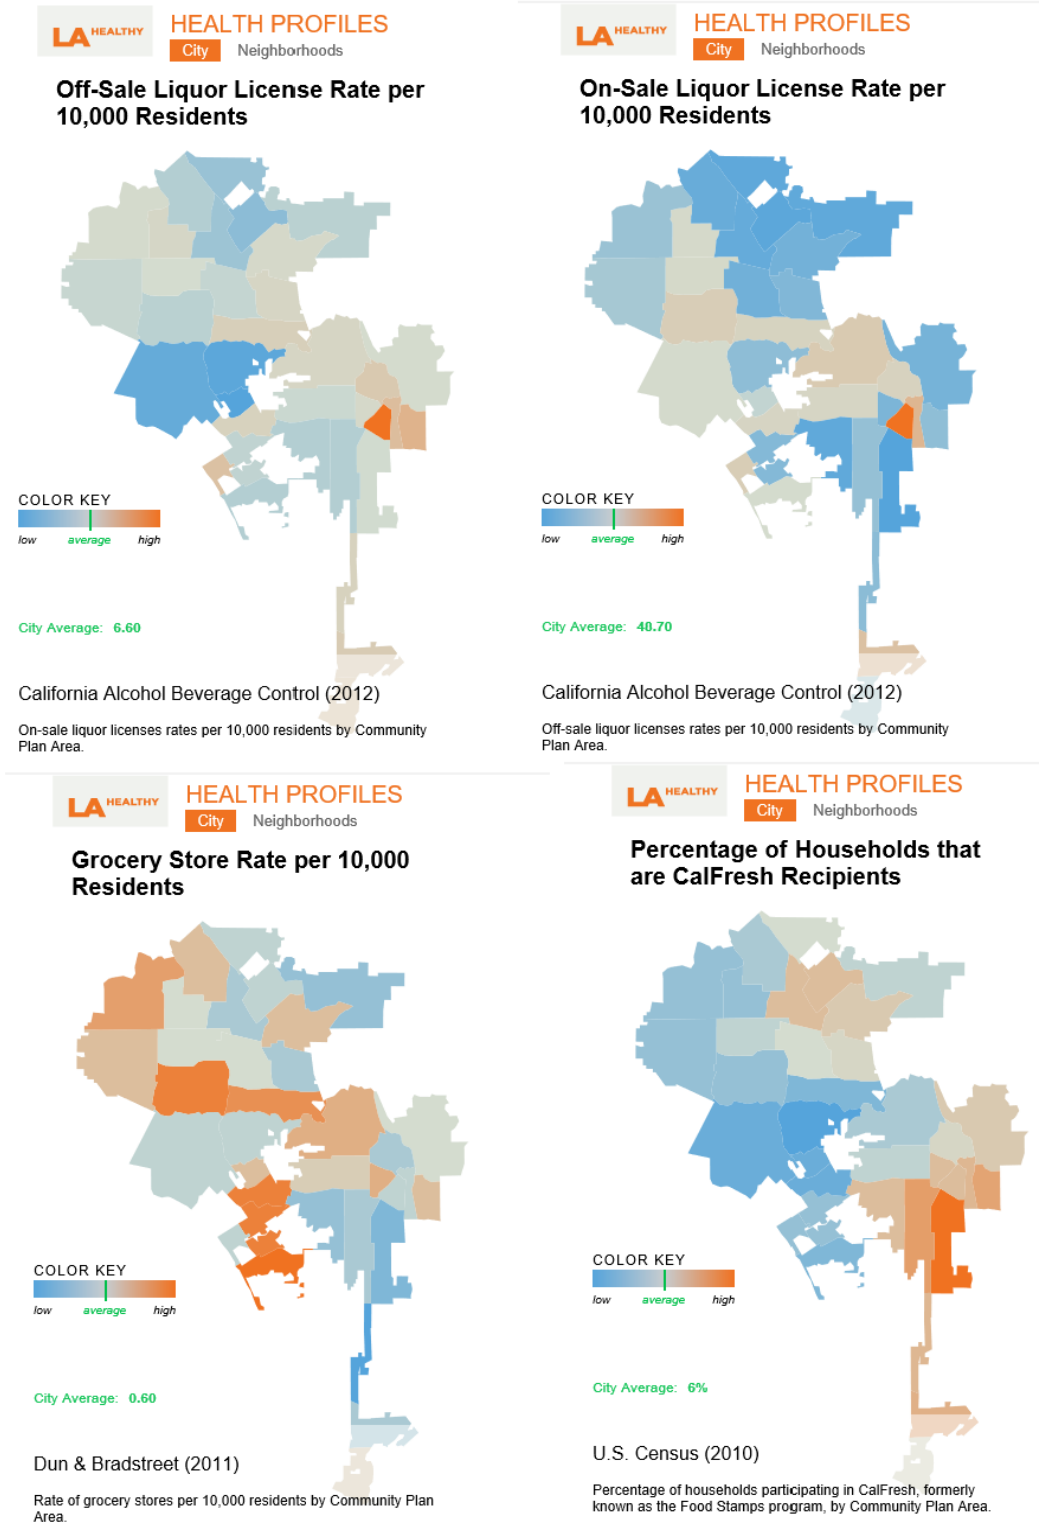 LA HEALTHY
HEALTH PROFILES
City Neighborhoods
Off-Sale Liquor License Rate per
10,000 Residents
COLOR KEY
low average high
City Average: 6.60
California Alcohol Beverage Control (2012)
On-sale liquor licenses rates per 10,000 residents by Community
Plan Area.
LA HEALTHY
HEALTH PROFILES
City Neighborhoods
On-Sale Liquor License Rate per
10,000 Residents
COLOR KEY
low average high
City Average: 40.70
California Alcohol Beverage Control (2012)
Off-sale liquor licenses rates per 10,000 residents by Community
Plan Area.
LA HEALTHY
HEALTH PROFILES
City Neighborhoods
Grocery Store Rate per 10,000
Residents
COLOR KEY
low average high
City Average: 0.60
Dun & Bradstreet (2011)
Rate of grocery stores per 10,000 residents by Community Plan
Area.
LA HEALTHY
HEALTH PROFILES
City Neighborhoods
Percentage of Households that
are CalFresh Recipients
COLOR KEY
low average high
City Average: 6%
U.S. Census (2010)
Percentage of households participating in CalFresh, formerly
known as the Food Stamps program, by Community Plan Area.